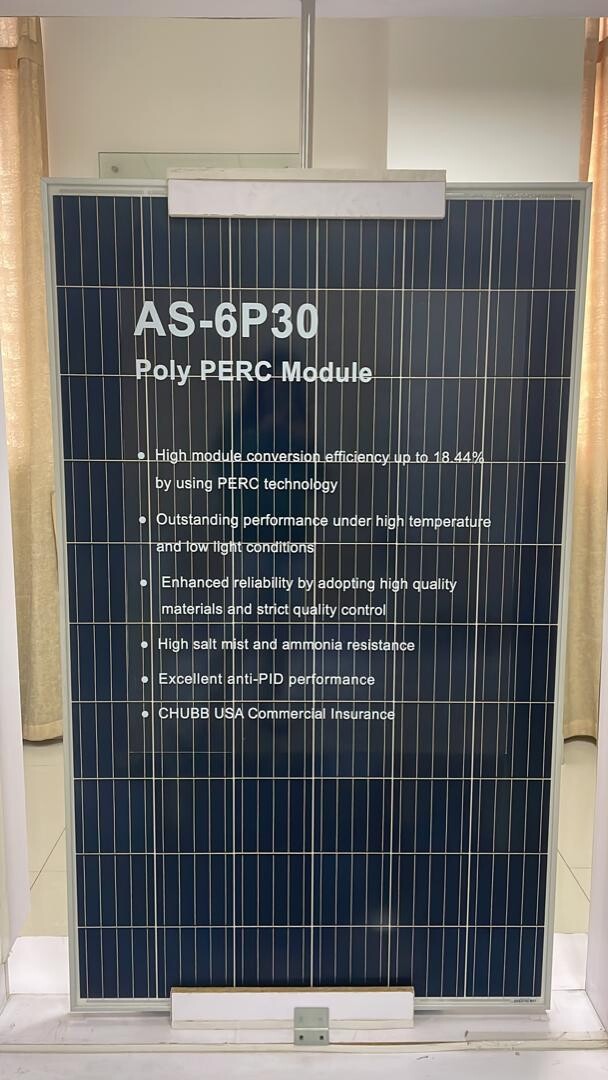 AS-6P30
Poly PERC Module
• High module conversion efficiency up to 18.44%
by using PERC technology
• Outstanding performance under high temperature
and low light conditions
• Enhanced reliability by adopting high quality
materials and strict quality control
• High salt mist and ammonia resistance
• Excellent anti-PID performance
• CHUBB USA Commercial Insurance